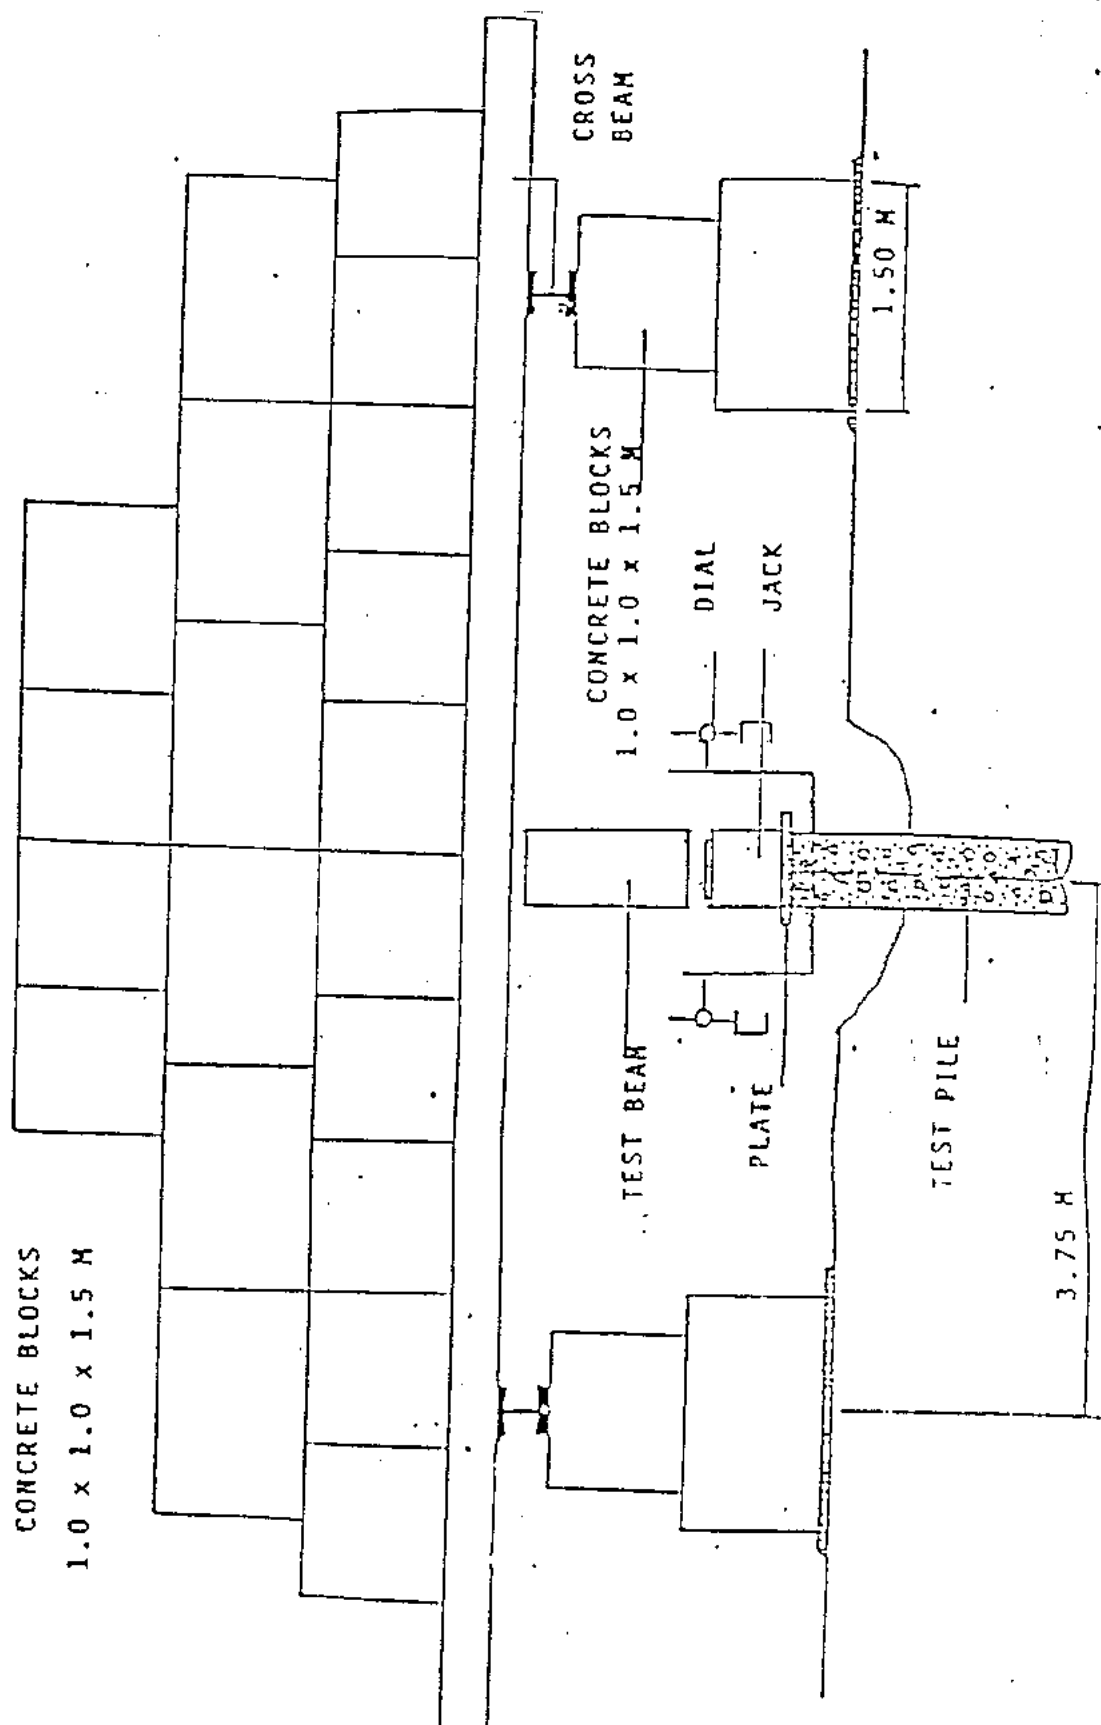 CONCRETE BLOCKS
1.0 x 1.0 x 1.5 M
CROSS
BEAM
CONCRETE BLOCKS
1.0 x 1.0 x 1.5 M
DIAL
JACK
TEST BEAM
PLATE
TEST PILE
1.50 M
3.75 M